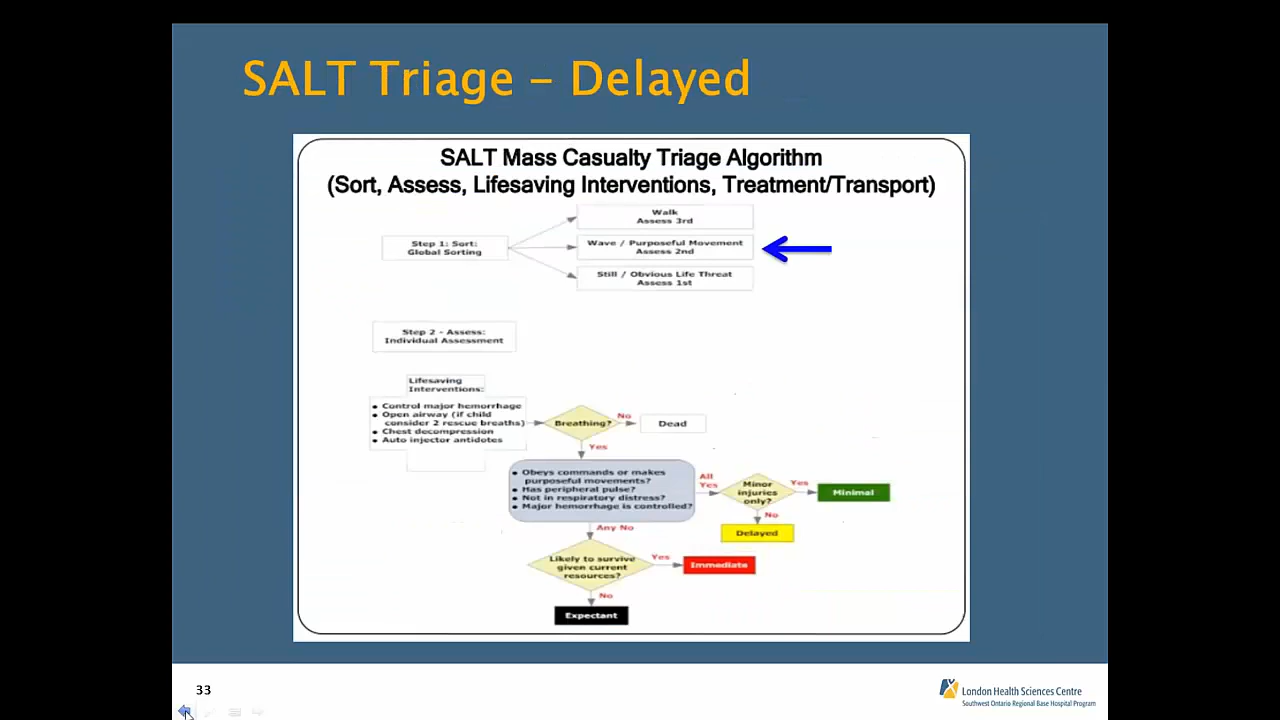 SALT Triage – Delayed
SALT Mass Casualty Triage Algorithm
(Sort, Assess, Lifesaving Interventions, Treatment/Transport)
Walk
Assess 3rd
Step 1: Sort:
Global Sorting
Wave / Purposeful Movement
Assess 2nd
Still / Obvious Life Threat
Assess 1st
Step 2 - Assess:
Individual Assessment
Lifesaving
Interventions:
• Control major hemorrhage
• Open airway (if child
consider 2 rescue breaths)
• Chest decompression
• Auto injector antidotes
Breathing?
No
Dead
Yes
• Obeys commands or makes
purposeful movements?
• Has peripheral pulse?
• Not in respiratory distress?
• Major hemorrhage is controlled?
All
Yes
Minor
injuries
only?
Yes
Minimal
No
Delayed
Any No
Likely to survive
given current
resources?
Yes
Immediate
No
Expectant
33
London Health Sciences Centre
Southwest Ontario Regional Base Hospital Program